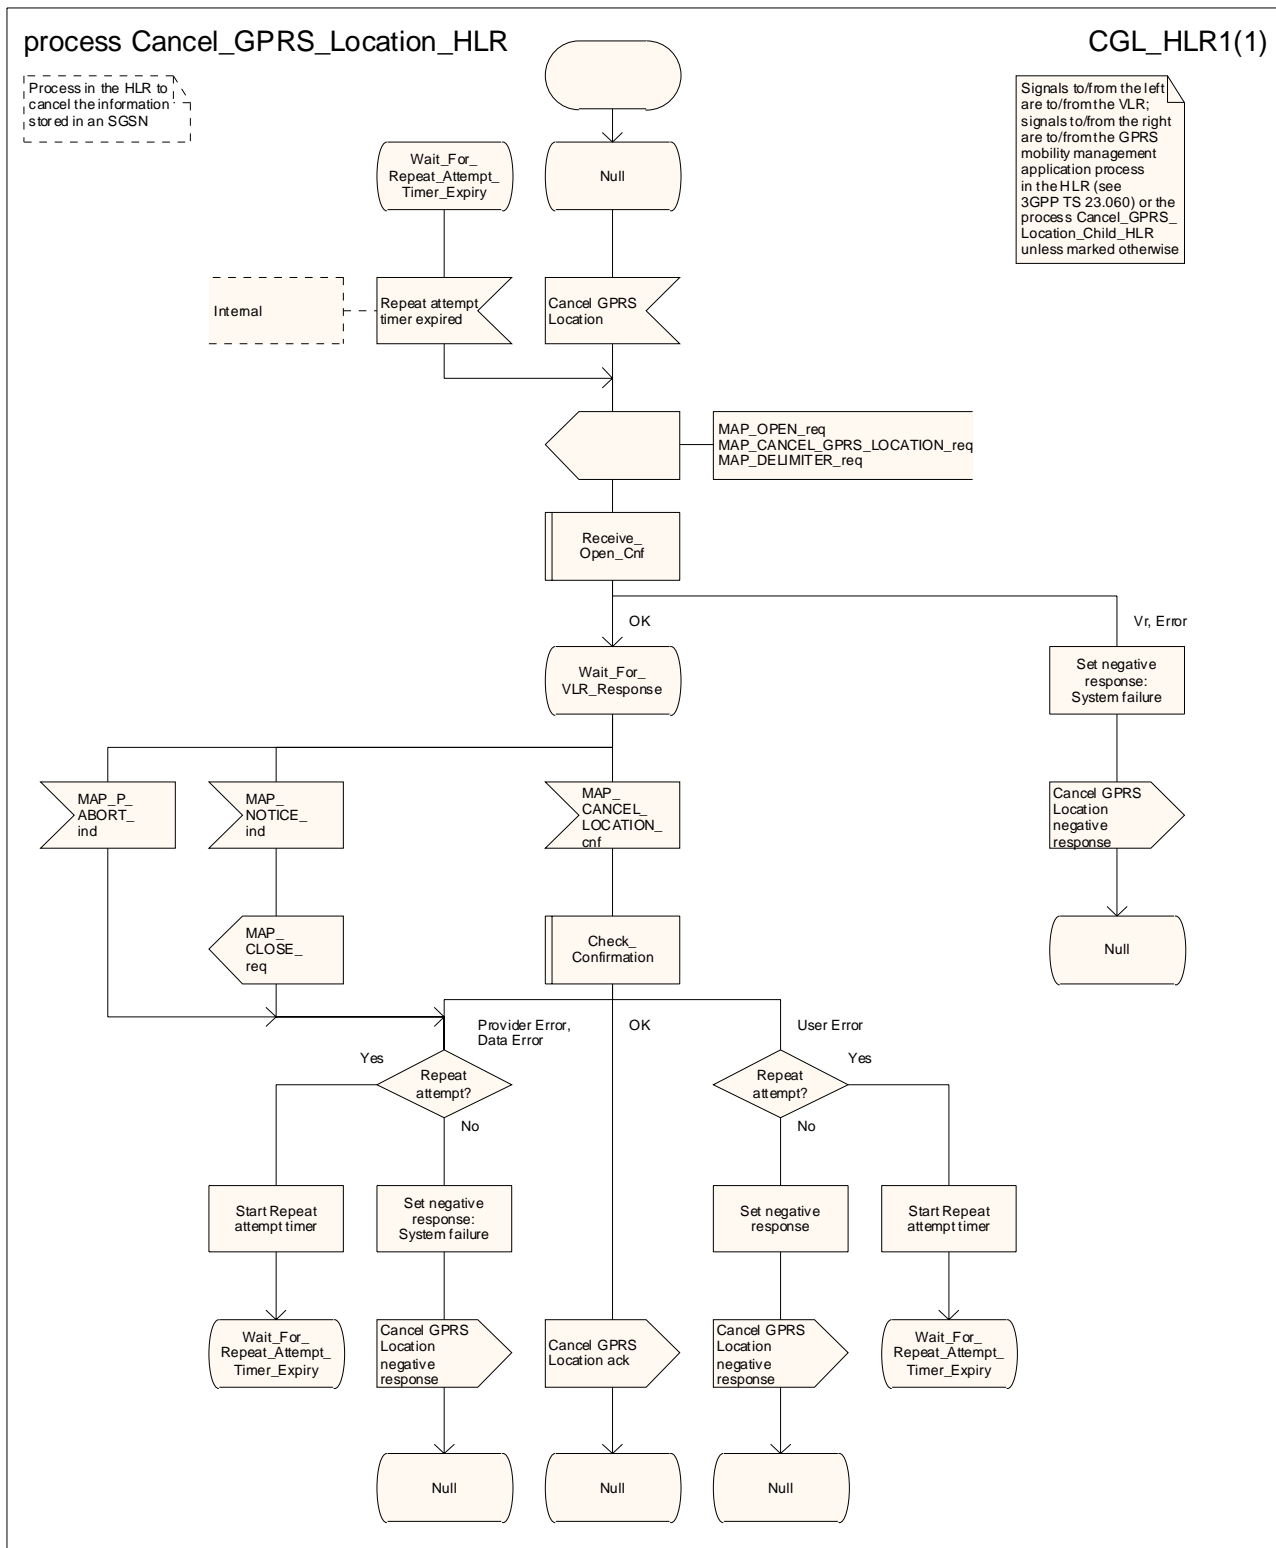 process Cancel_GPRS_Location_HLR
CGL_HLR1(1)
Process in the HLR to
cancel the information
stored in an SGSN
Signals to/from the left
are to/from the VLR;
signals to/from the right
are to/from the GPRS
mobility management
application process
in the HLR (see
3GPP TS 23.060) or the
process Cancel_GPRS_
Location_Child_HLR
unless marked otherwise
Wait_For_
Repeat_Attempt_
Timer_Expiry
Null
Internal
Repeat attempt
timer expired
Cancel GPRS
Location
MAP_OPEN_req
MAP_CANCEL_GPRS_LOCATION_req
MAP_DELIMITER_req
Receive_
Open_Cnf
OK
Vr, Error
Wait_For_
VLR_Response
Set negative
response:
System failure
MAP_P_
ABORT_
ind
MAP_
NOTICE_
ind
MAP_
CANCEL_
LOCATION_
cnf
Cancel GPRS
Location
negative
response
MAP_
CLOSE_
req
Check_
Confirmation
Null
Provider Error,
Data Error
OK
User Error
Yes
Repeat
attempt?
No
Yes
Repeat
attempt?
No
Start Repeat
attempt timer
Set negative
response:
System failure
Set negative
response
Start Repeat
attempt timer
Wait_For_
Repeat_Attempt_
Timer_Expiry
Cancel GPRS
Location
negative
response
Cancel GPRS
Location ack
Cancel GPRS
Location
negative
response
Wait_For_
Repeat_Attempt_
Timer_Expiry
Null
Null
Null